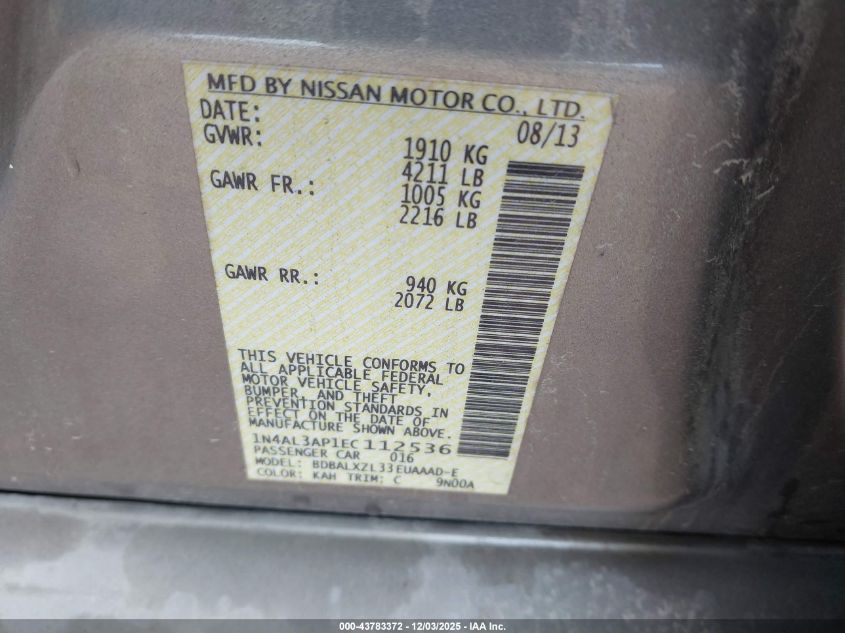 MFD BY NISSAN MOTOR CO., LTD.
DATE: 08/13
GVWR: 1910 KG
4211 LB
GAWR FR.: 1005 KG
2216 LB
GAWR RR.: 940 KG
2072 LB
THIS VEHICLE CONFORMS TO
ALL APPLICABLE FEDERAL
MOTOR VEHICLE SAFETY,
BUMPER, AND THEFT
PREVENTION STANDARDS IN
EFFECT ON THE DATE OF
MANUFACTURE SHOWN ABOVE.
1N4AL3AP1EC112536
PASSENGER CAR 016
MODEL: BDBALXZL33EUAAAD-E
COLOR: KAH TRIM: C 9N00A
000-43783372 - 12/03/2025 - IAA Inc.